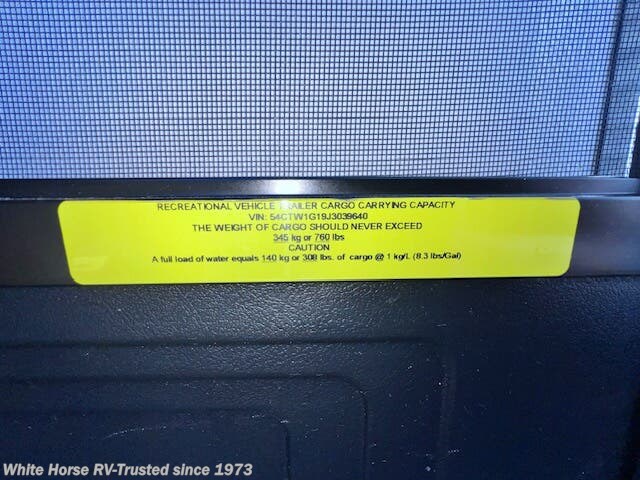 RECREATIONAL VEHICLE TRAILER CARGO CARRYING CAPACITY
VIN: 54CTW1G19J3039640
THE WEIGHT OF CARGO SHOULD NEVER EXCEED
345 kg or 760 lbs
CAUTION
A full load of water equals 140 kg or 308 lbs. of cargo @ 1 kg/L (8.3 lbs/Gal)
White Horse RV-Trusted since 1973